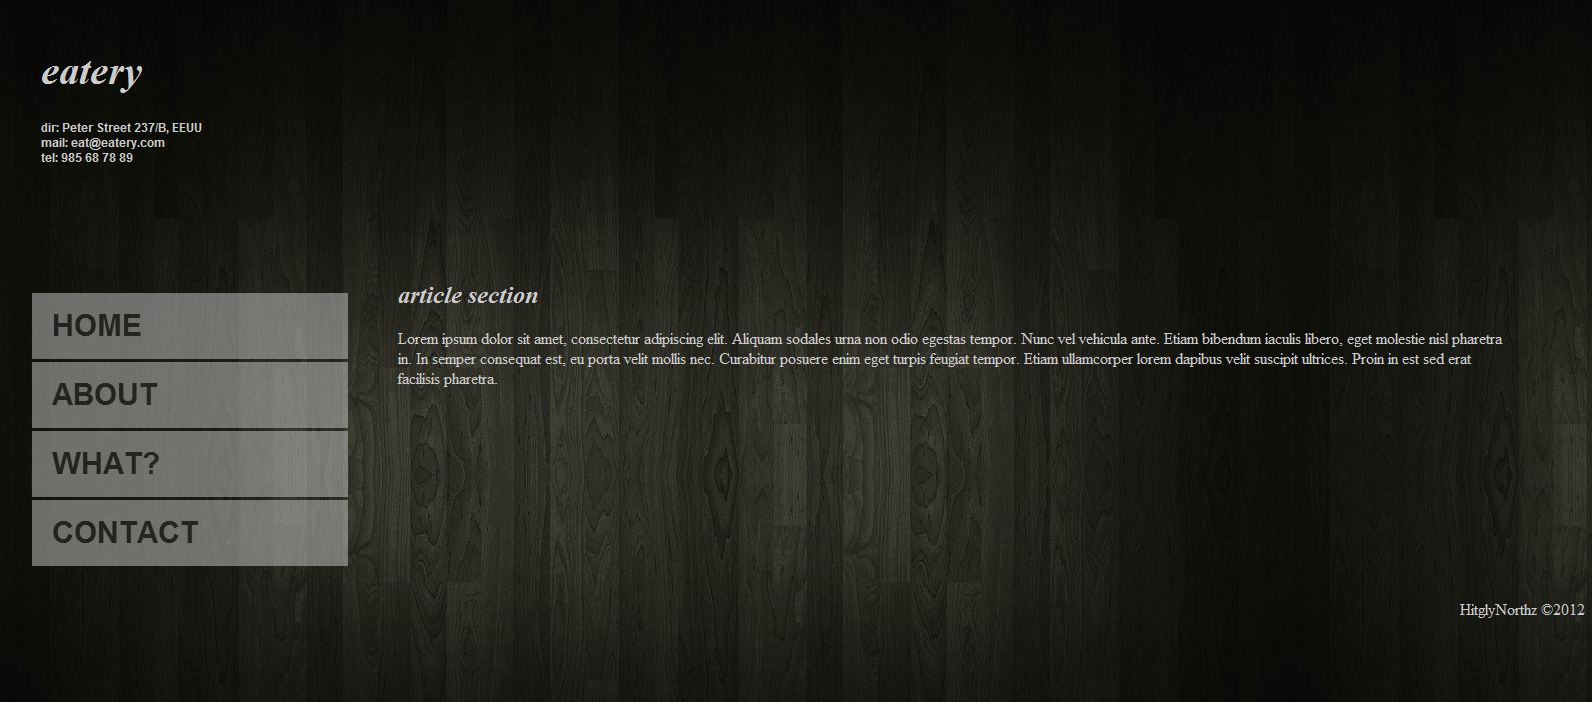 eatery
dir: Peter Street 237/B, EEUU
mail: eat@eatery.com
tel: 985 68 78 89
HOME
ABOUT
WHAT?
CONTACT
article section
Lorem ipsum dolor sit amet, consectetur adipiscing elit. Aliquam sodales urna non odio egestas tempor. Nunc vel vehicula ante. Etiam bibendum iaculis libero, eget molestie nisl pharetra
in. In semper consequat est, eu porta velit mollis nec. Curabitur posuere enim eget turpis feugiat tempor. Etiam ullamcorper lorem dapibus velit suscipit ultrices. Proin in est sed erat
facilisis pharetra.
HitglyNorthz ©2012